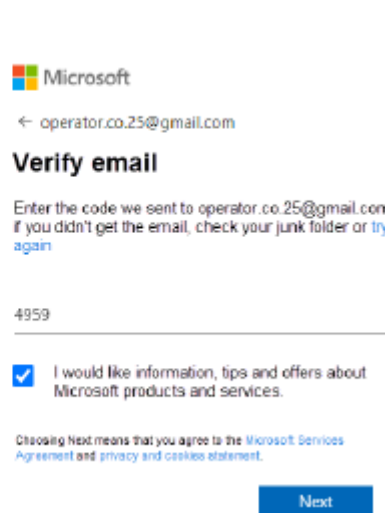 Microsoft
← operator.co.25@gmail.com
Verify email
Enter the code we sent to operator.co.25@gmail.com
if you didn't get the email, check your junk folder or try
again
4959
I would like information, tips and offers about
Microsoft products and services.
Choosing Next means that you agree to the Microsoft Services
Agreement and privacy and cookies statement.
Next